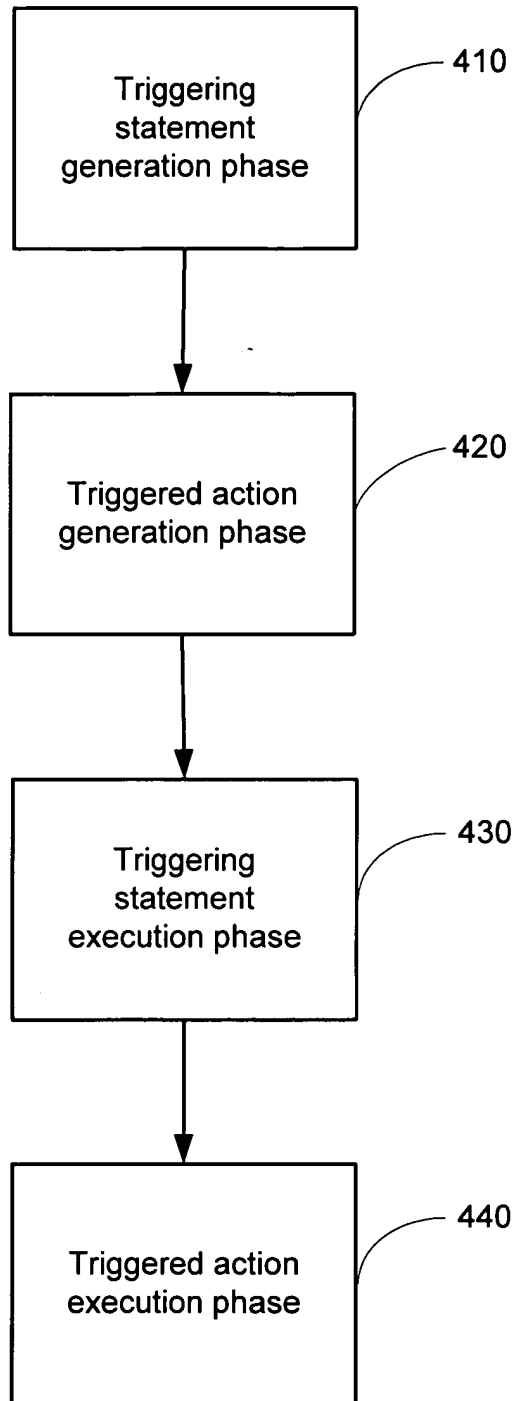 Triggering
statement
generation phase
410
Triggered action
generation phase
420
Triggering
statement
execution phase
430
Triggered action
execution phase
440